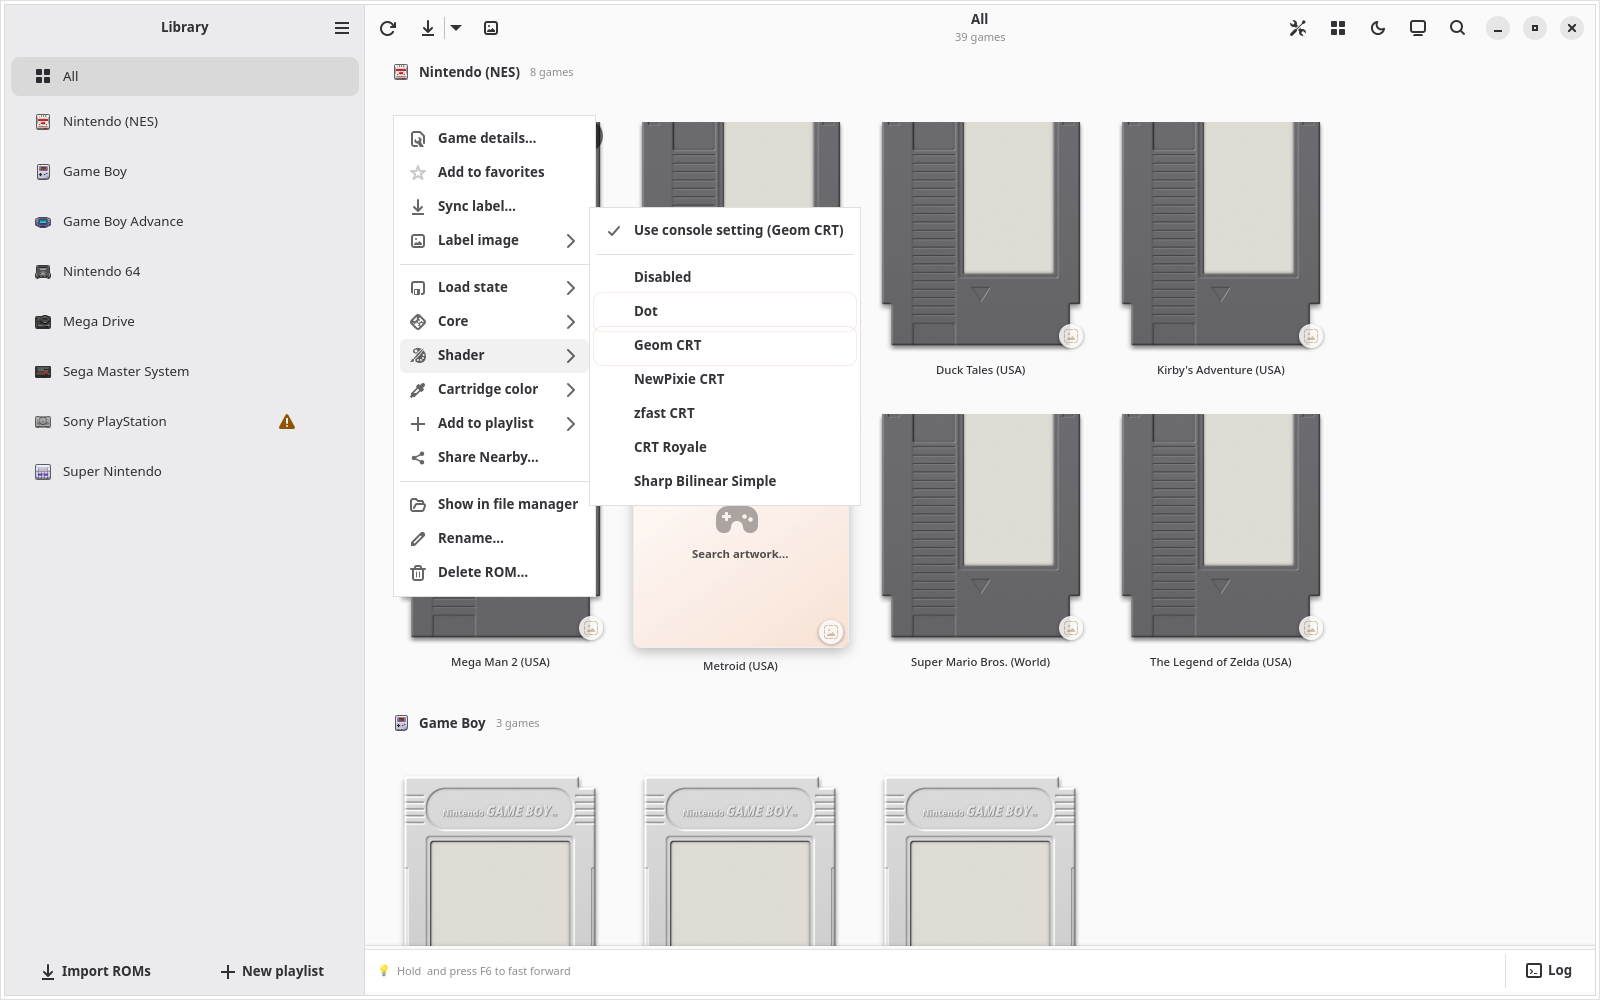 Library
All
39 games
All
Nintendo (NES)
Game Boy
Game Boy Advance
Nintendo 64
Mega Drive
Sega Master System
Sony PlayStation
Super Nintendo
Import ROMs
New playlist
Nintendo (NES) 8 games
Game details...
Add to favorites
Sync label...
Label image
Load state
Core
Shader
Cartridge color
Add to playlist
Share Nearby...
Show in file manager
Rename...
Delete ROM...
Use console setting (Geom CRT)
Disabled
Dot
Geom CRT
NewPixie CRT
zfast CRT
CRT Royale
Sharp Bilinear Simple
Duck Tales (USA)
Kirby's Adventure (USA)
Search artwork...
Mega Man 2 (USA)
Metroid (USA)
Super Mario Bros. (World)
The Legend of Zelda (USA)
Game Boy 3 games
Nintendo GAME BOY
Nintendo GAME BOY
Nintendo GAME BOY
Hold and press F6 to fast forward
Log